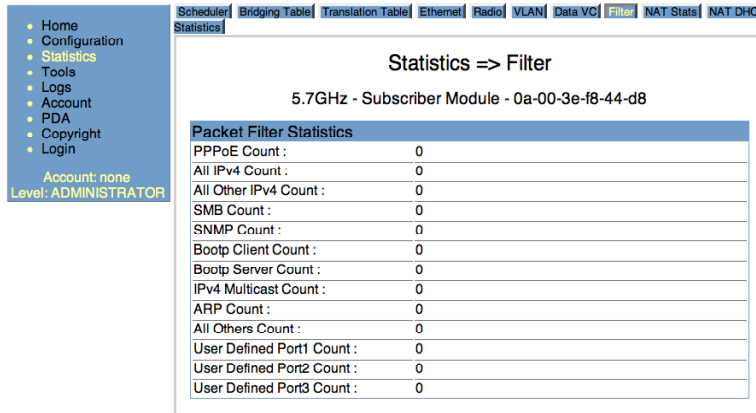 Home
Configuration
Statistics
Tools
Logs
Account
PDA
Copyright
Login
Account: none
Level: ADMINISTRATOR
Scheduler Bridging Table Translation Table Ethernet Radio VLAN Data VC Filter NAT Stats NAT DHC
Statistics
Statistics => Filter
5.7GHz - Subscriber Module - 0a-00-3e-f8-44-d8
Packet Filter Statistics
PPPoE Count : 0
All IPv4 Count : 0
All Other IPv4 Count : 0
SMB Count : 0
SNMP Count : 0
Bootp Client Count : 0
Bootp Server Count : 0
IPv4 Multicast Count : 0
ARP Count : 0
All Others Count : 0
User Defined Port1 Count : 0
User Defined Port2 Count : 0
User Defined Port3 Count : 0